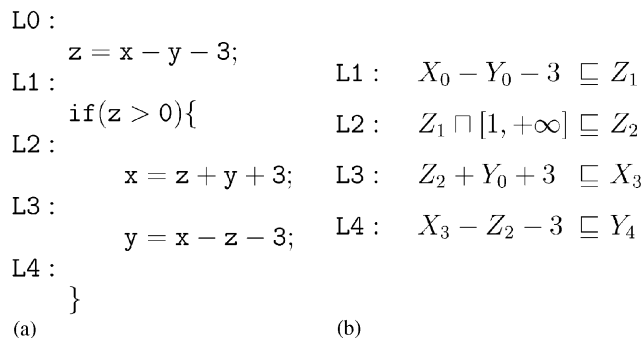 L0 :
z = x − y − 3;
L1 :
if(z > 0){
L2 :
x = z + y + 3;
L3 :
y = x − z − 3;
L4 :
}
(a)
L1 : X₀ − Y₀ − 3 ⊑ Z₁
L2 : Z₁ ⊓ [1, +∞] ⊑ Z₂
L3 : Z₂ + Y₀ + 3 ⊑ X₃
L4 : X₃ − Z₂ − 3 ⊑ Y₄
(b)